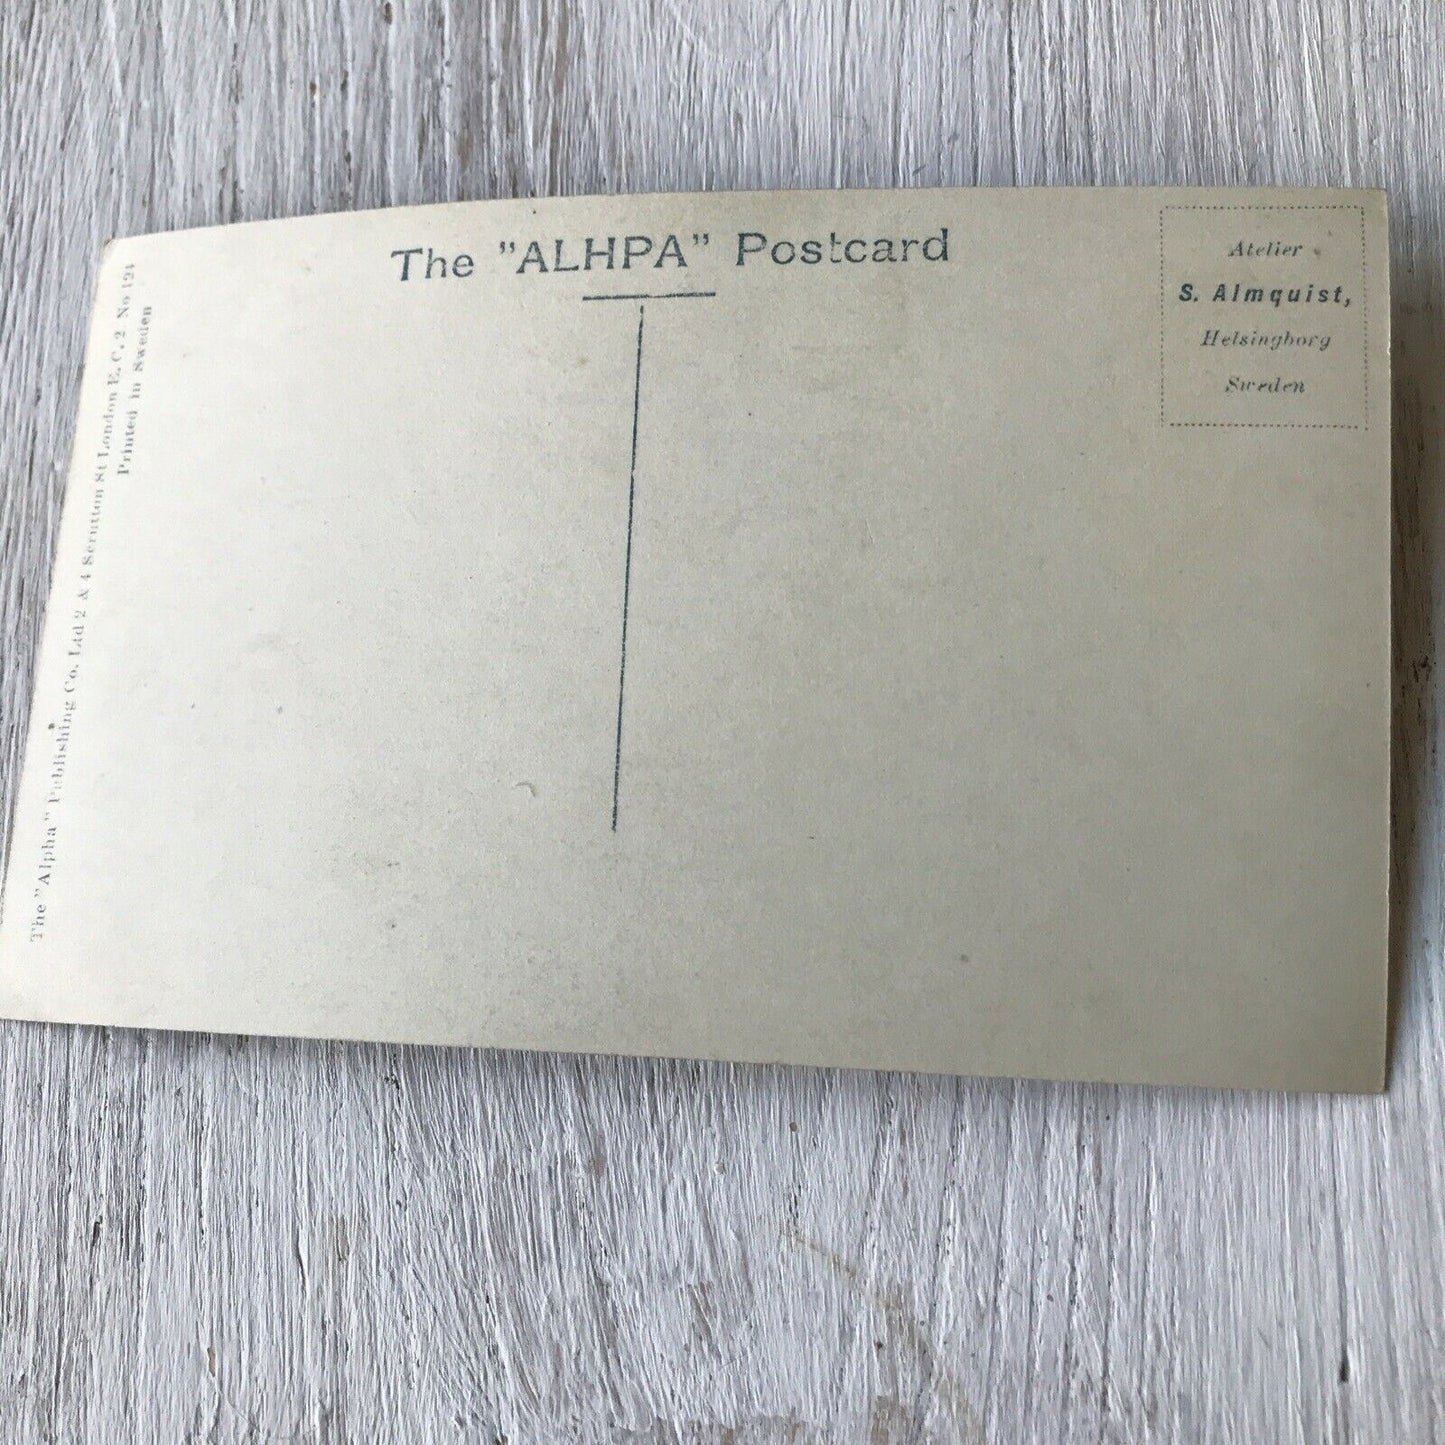 The "ALHPA" Postcard
Atelier
S. Almquist,
Helsingborg
Sweden
The "Alpha" Publishing Co. Ltd 2 & 4 Scrutton St London E. C. 2 No 124
Printed in Sweden